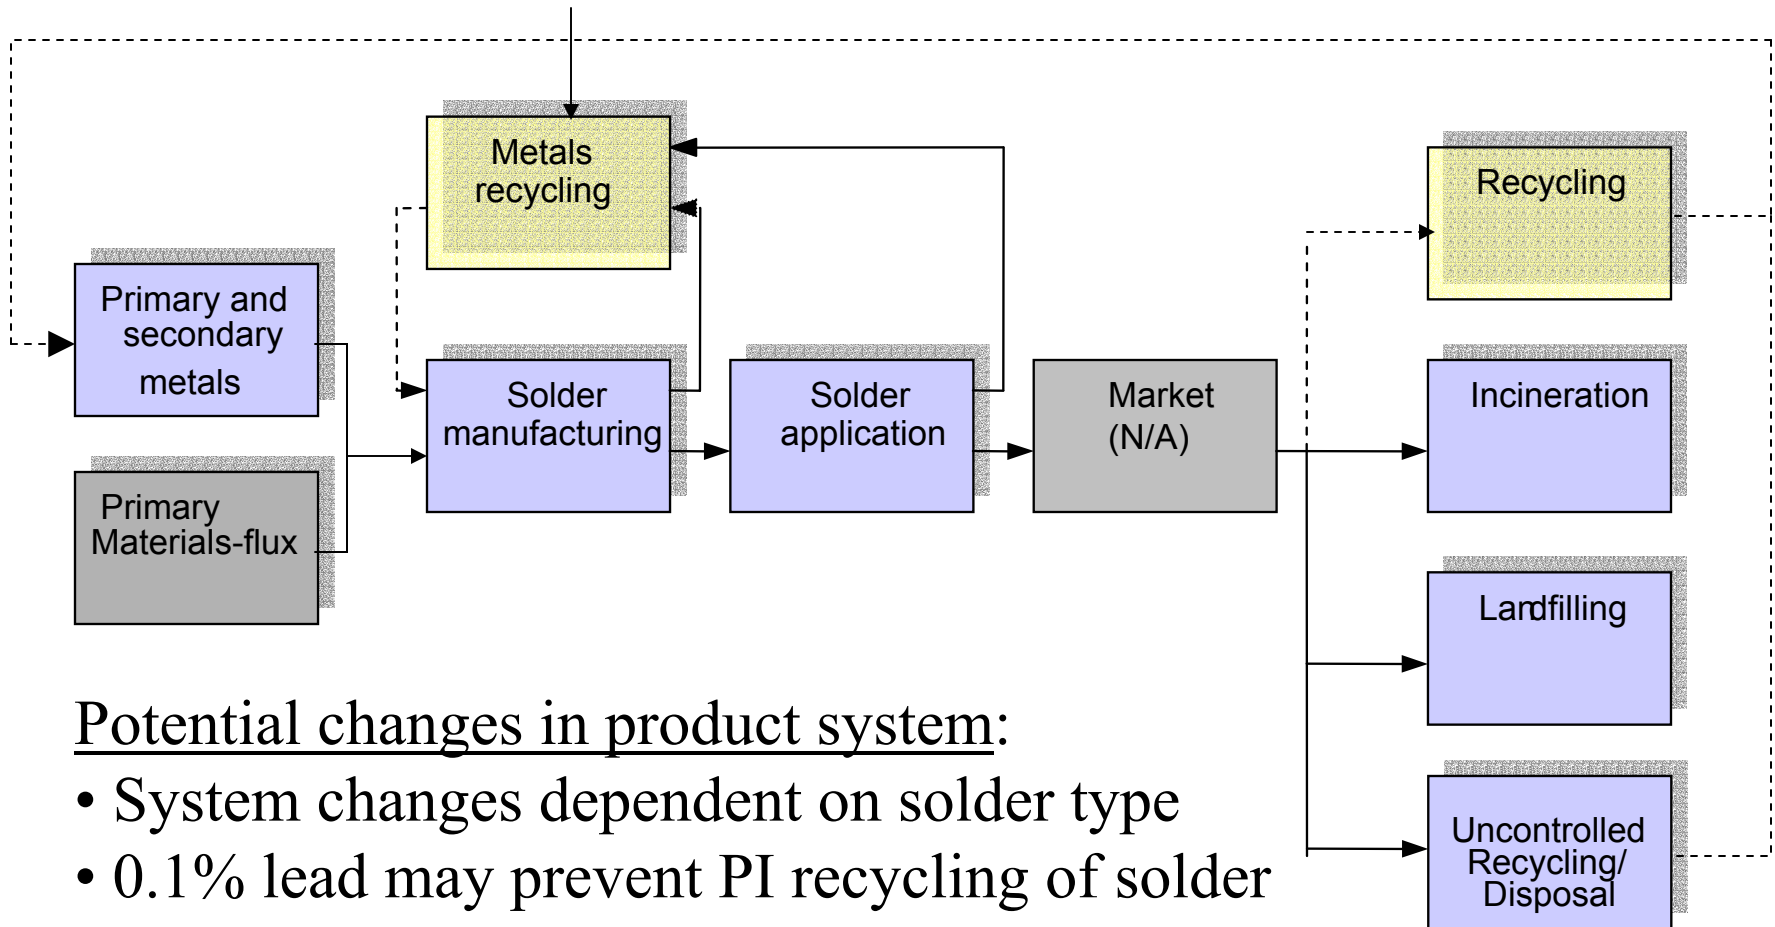 Metals
recycling
Recycling
Primary and
secondary
metals
Solder
manufacturing
Solder
application
Market
(N/A)
Incineration
Primary
Materials-flux
Landfilling
Uncontrolled
Recycling/
Disposal
Potential changes in product system:
• System changes dependent on solder type
• 0.1% lead may prevent PI recycling of solder